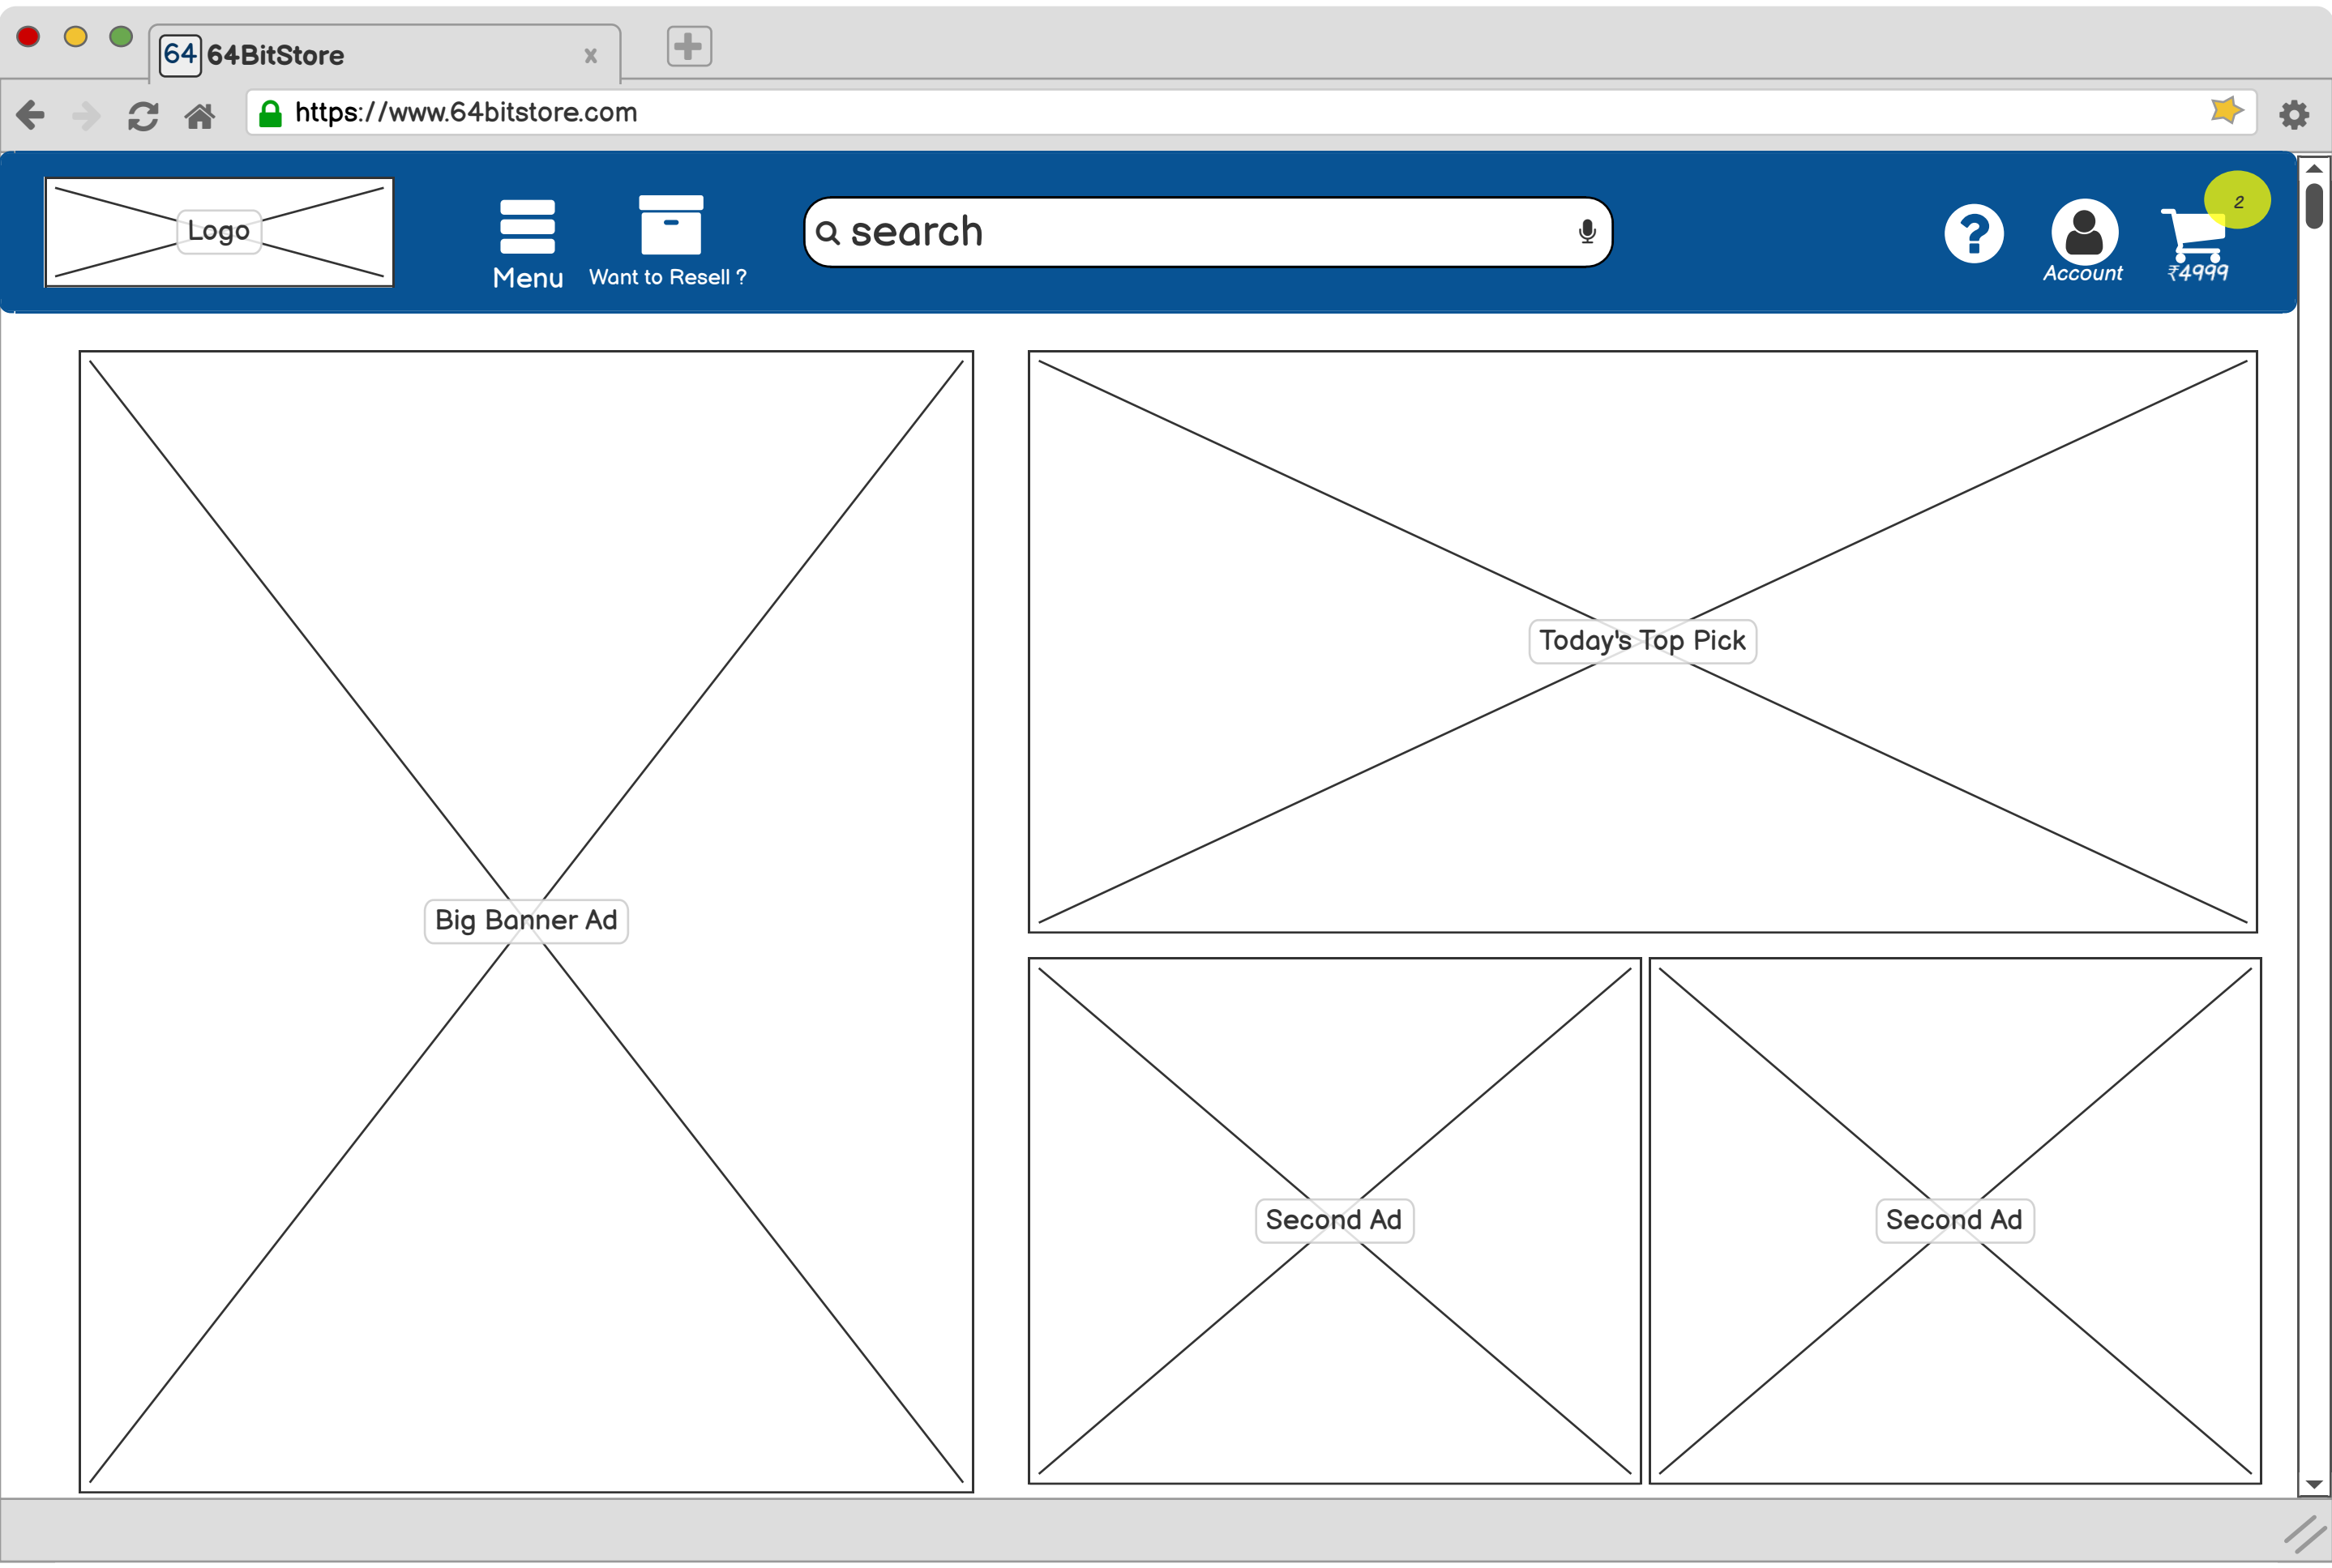 64 64BitStore x
https://www.64bitstore.com
Logo
Menu
Want to Resell ?
search
?
Account
2
₹4999
Big Banner Ad
Today's Top Pick
Second Ad
Second Ad